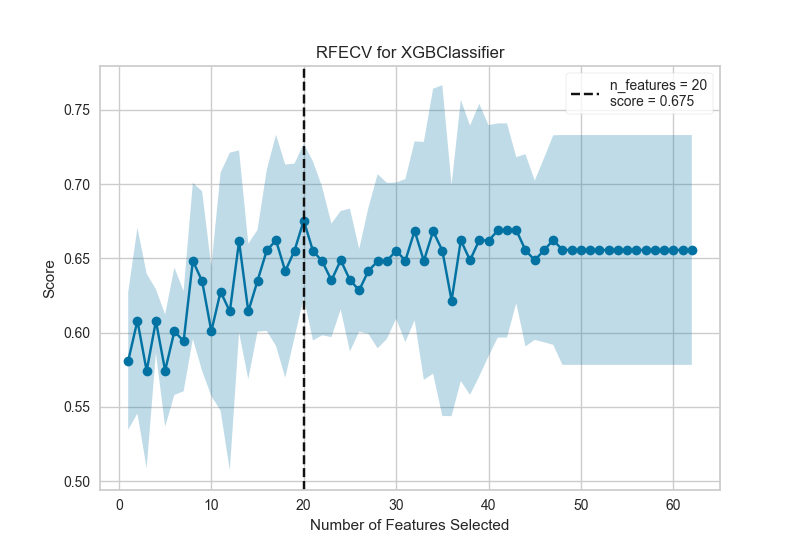 RFECV for XGBClassifier
n_features = 20
score = 0.675
0.75
0.70
0.65
0.60
0.55
0.50
Score
0 10 20 30 40 50 60
Number of Features Selected